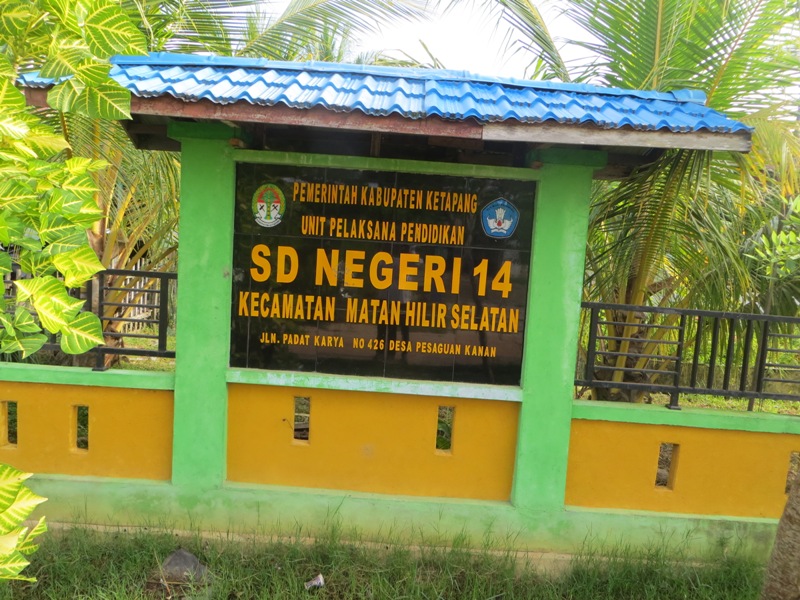 PEMERINTAH KABUPATEN KETAPANG
UNIT PELAKSANA PENDIDIKAN
SD NEGERI 14
KECAMATAN MATAN HILIR SELATAN
JLN. PADAT KARYA NO 426 DESA PESAGUAN KANAN